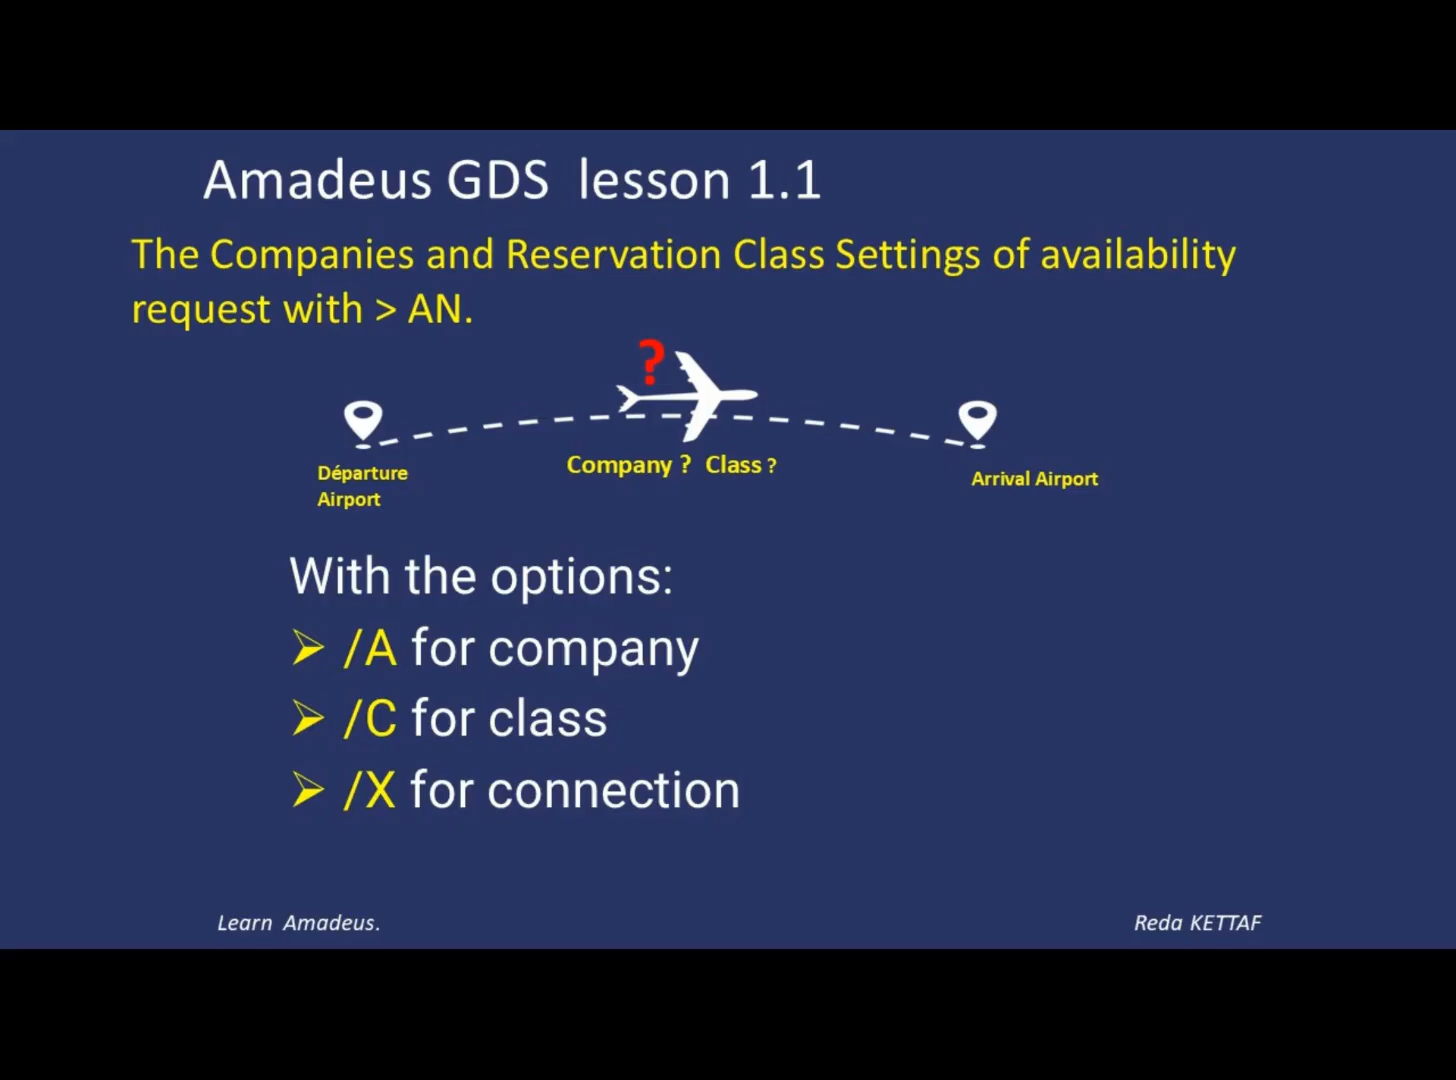 Amadeus GDS lesson 1.1
The Companies and Reservation Class Settings of availability
request with > AN.
?
Départure
Airport
Company ? Class ?
Arrival Airport
With the options:
/A for company
/C for class
/X for connection
Learn Amadeus.
Reda KETTAF